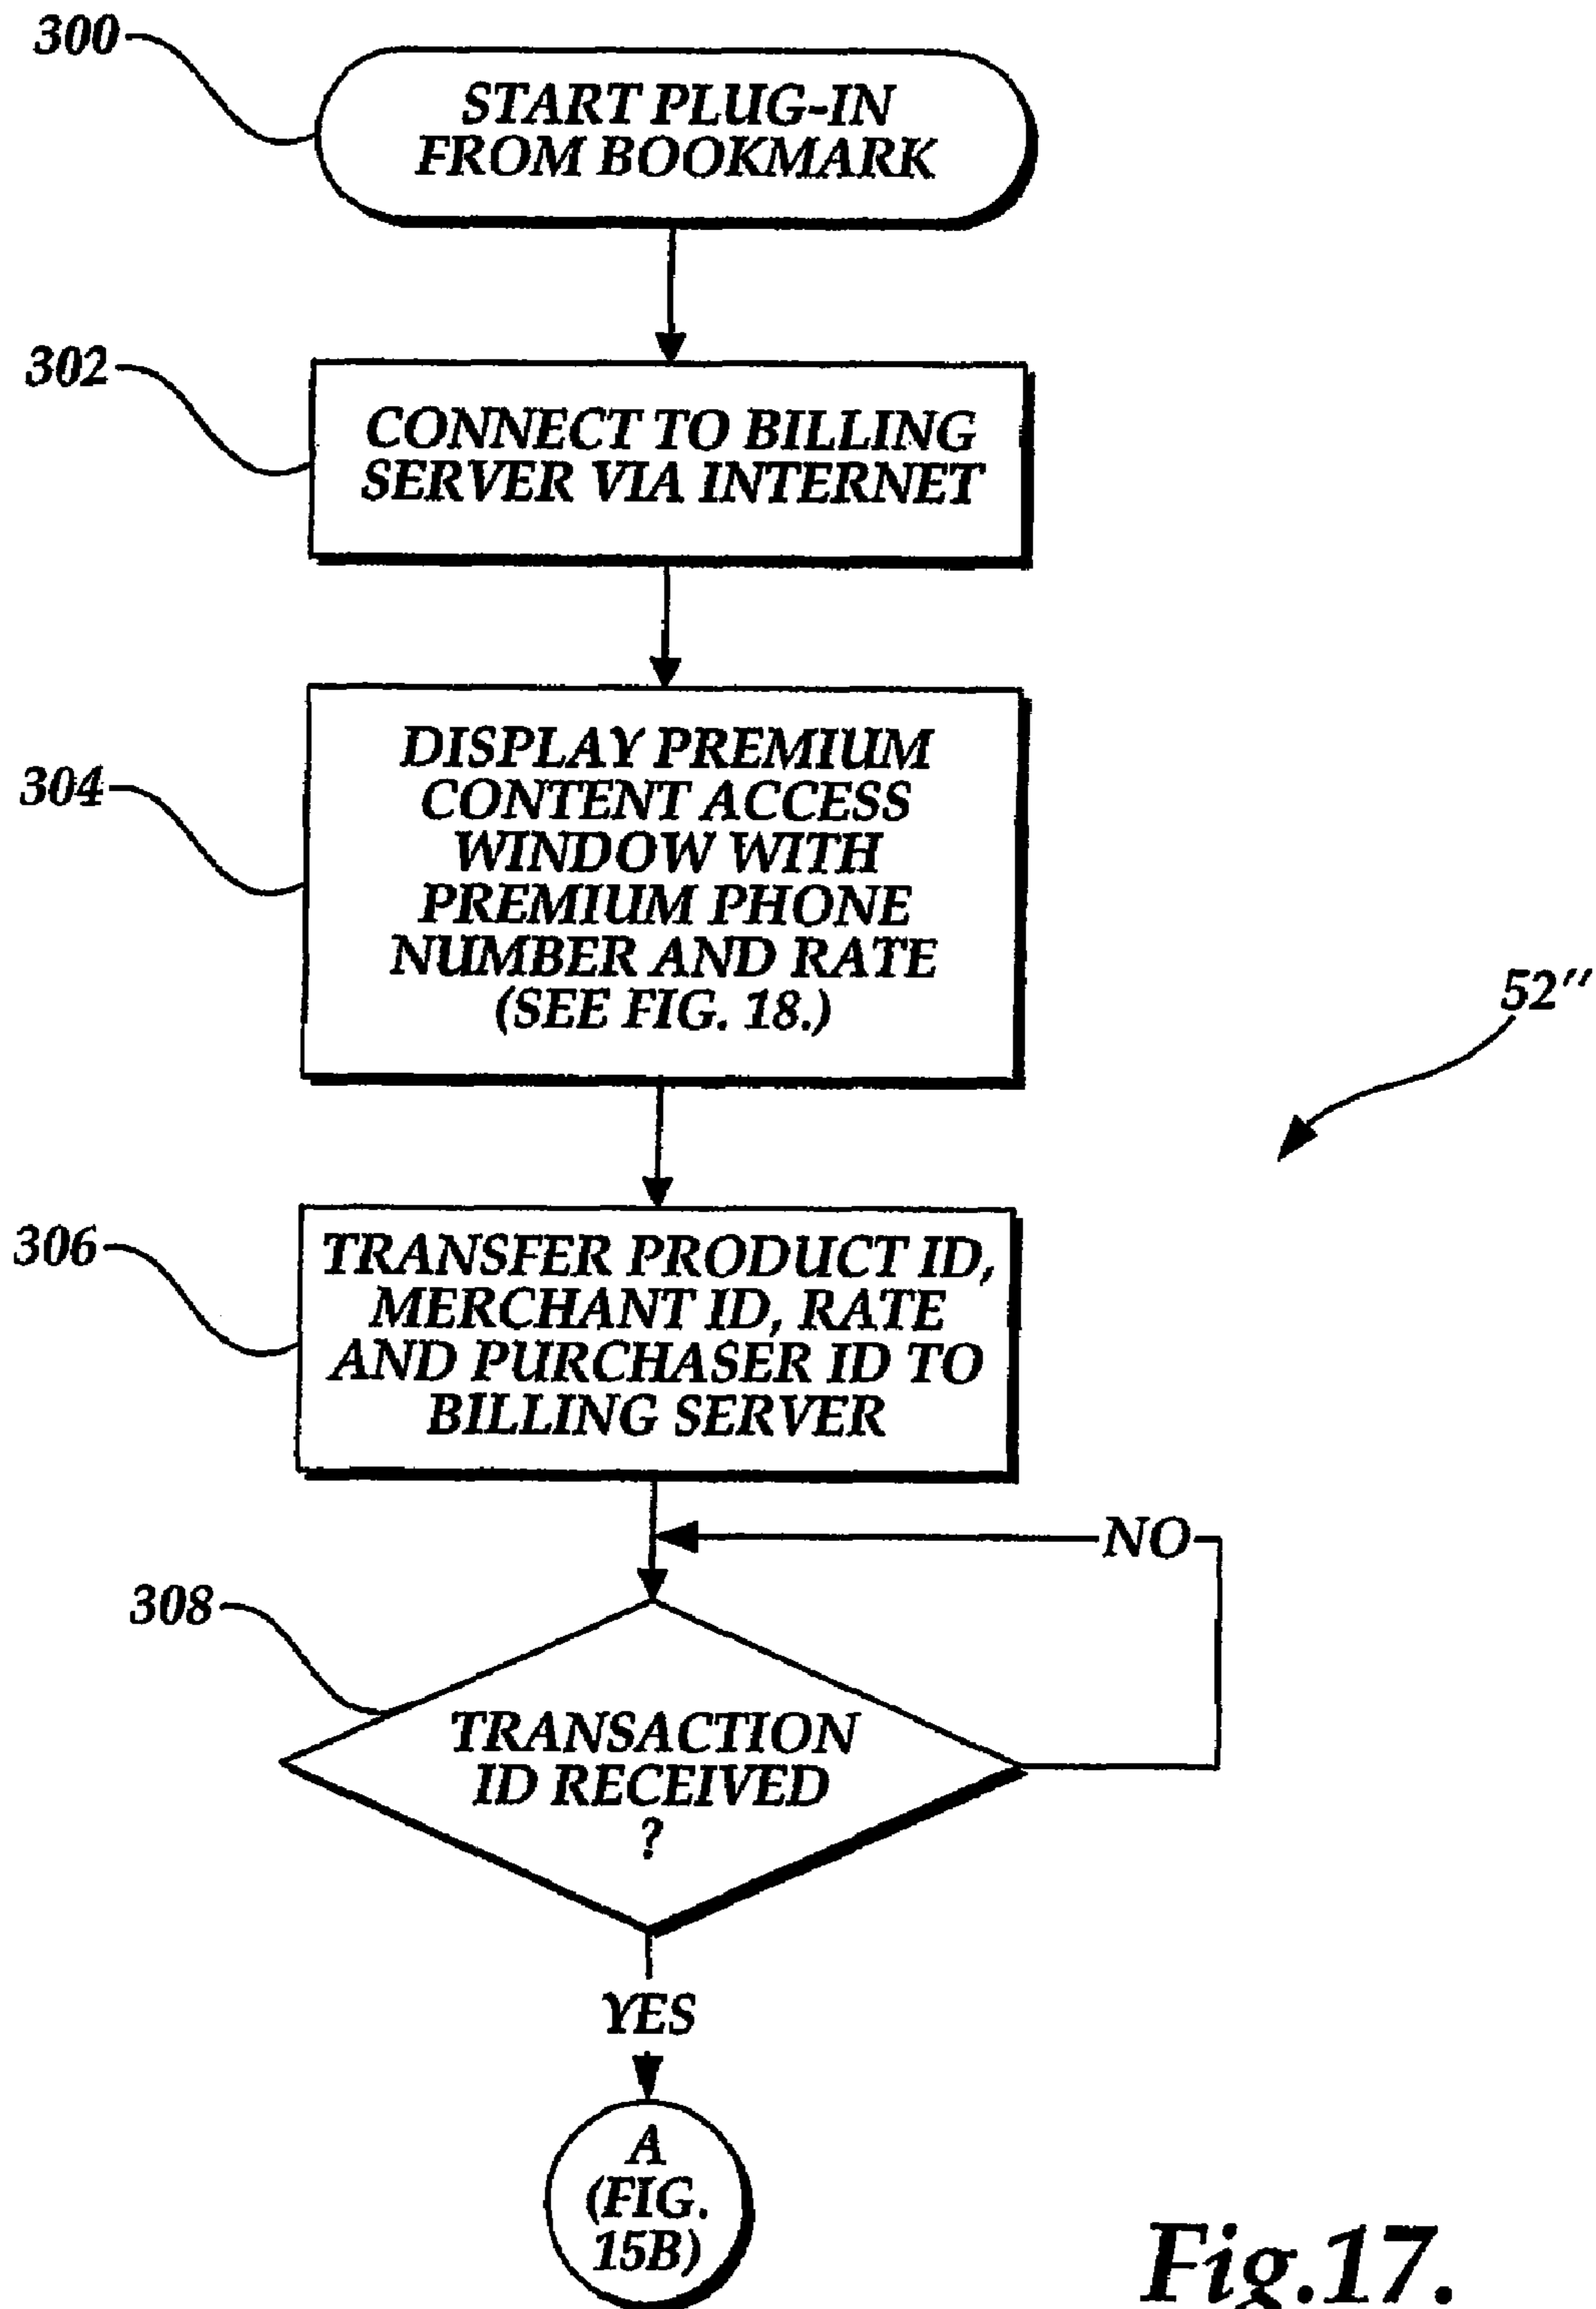 300
START PLUG-IN
FROM BOOKMARK
302
CONNECT TO BILLING
SERVER VIA INTERNET
304
DISPLAY PREMIUM
CONTENT ACCESS
WINDOW WITH
PREMIUM PHONE
NUMBER AND RATE
(SEE FIG. 18.)
52"
306
TRANSFER PRODUCT ID,
MERCHANT ID, RATE
AND PURCHASER ID TO
BILLING SERVER
NO
308
TRANSACTION
ID RECEIVED
?
YES
A
(FIG.
15B)
Fig.17.